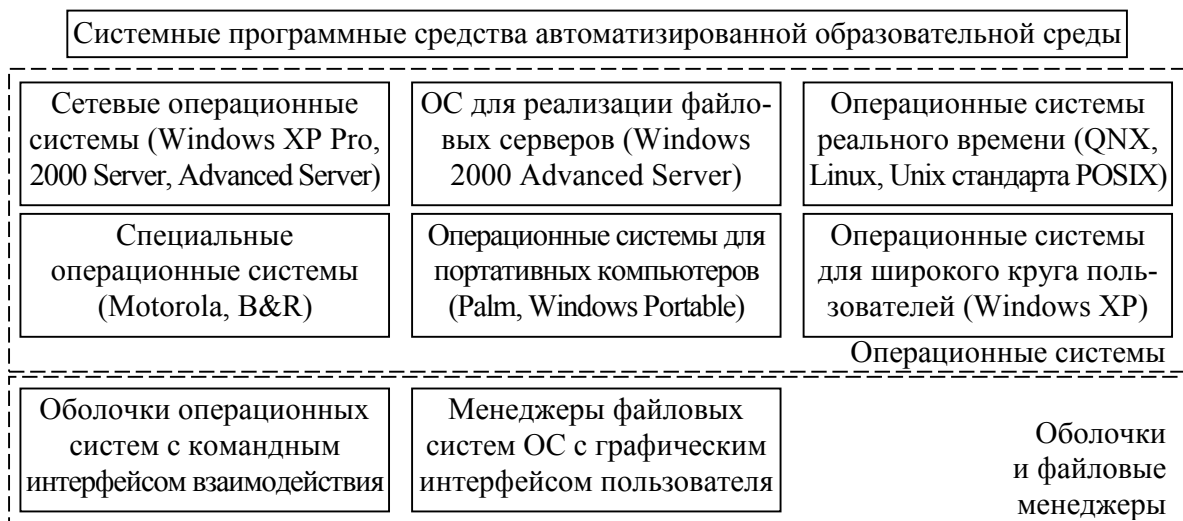 Системные программные средства автоматизированной образовательной среды
Сетевые операционные
системы (Windows XP Pro,
2000 Server, Advanced Server)
ОС для реализации файло-
вых серверов (Windows
2000 Advanced Server)
Операционные системы
реального времени (QNX,
Linux, Unix стандарта POSIX)
Специальные
операционные системы
(Motorola, B&R)
Операционные системы для
портативных компьютеров
(Palm, Windows Portable)
Операционные системы
для широкого круга поль-
зователей (Windows XP)
Операционные системы
Оболочки операционных
систем с командным
интерфейсом взаимодействия
Менеджеры файловых
систем ОС с графическим
интерфейсом пользователя
Оболочки
и файловые
менеджеры